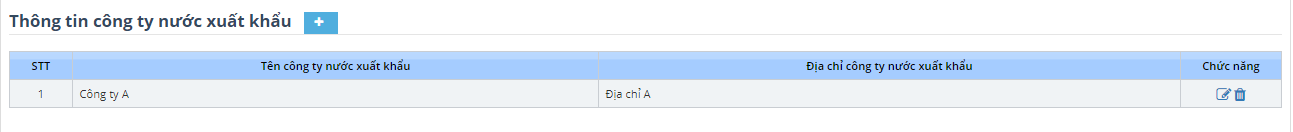 Thông tin công ty nước xuất khẩu
STT Tên công ty nước xuất khẩu Địa chỉ công ty nước xuất khẩu Chức năng
1 Công ty A Địa chỉ A